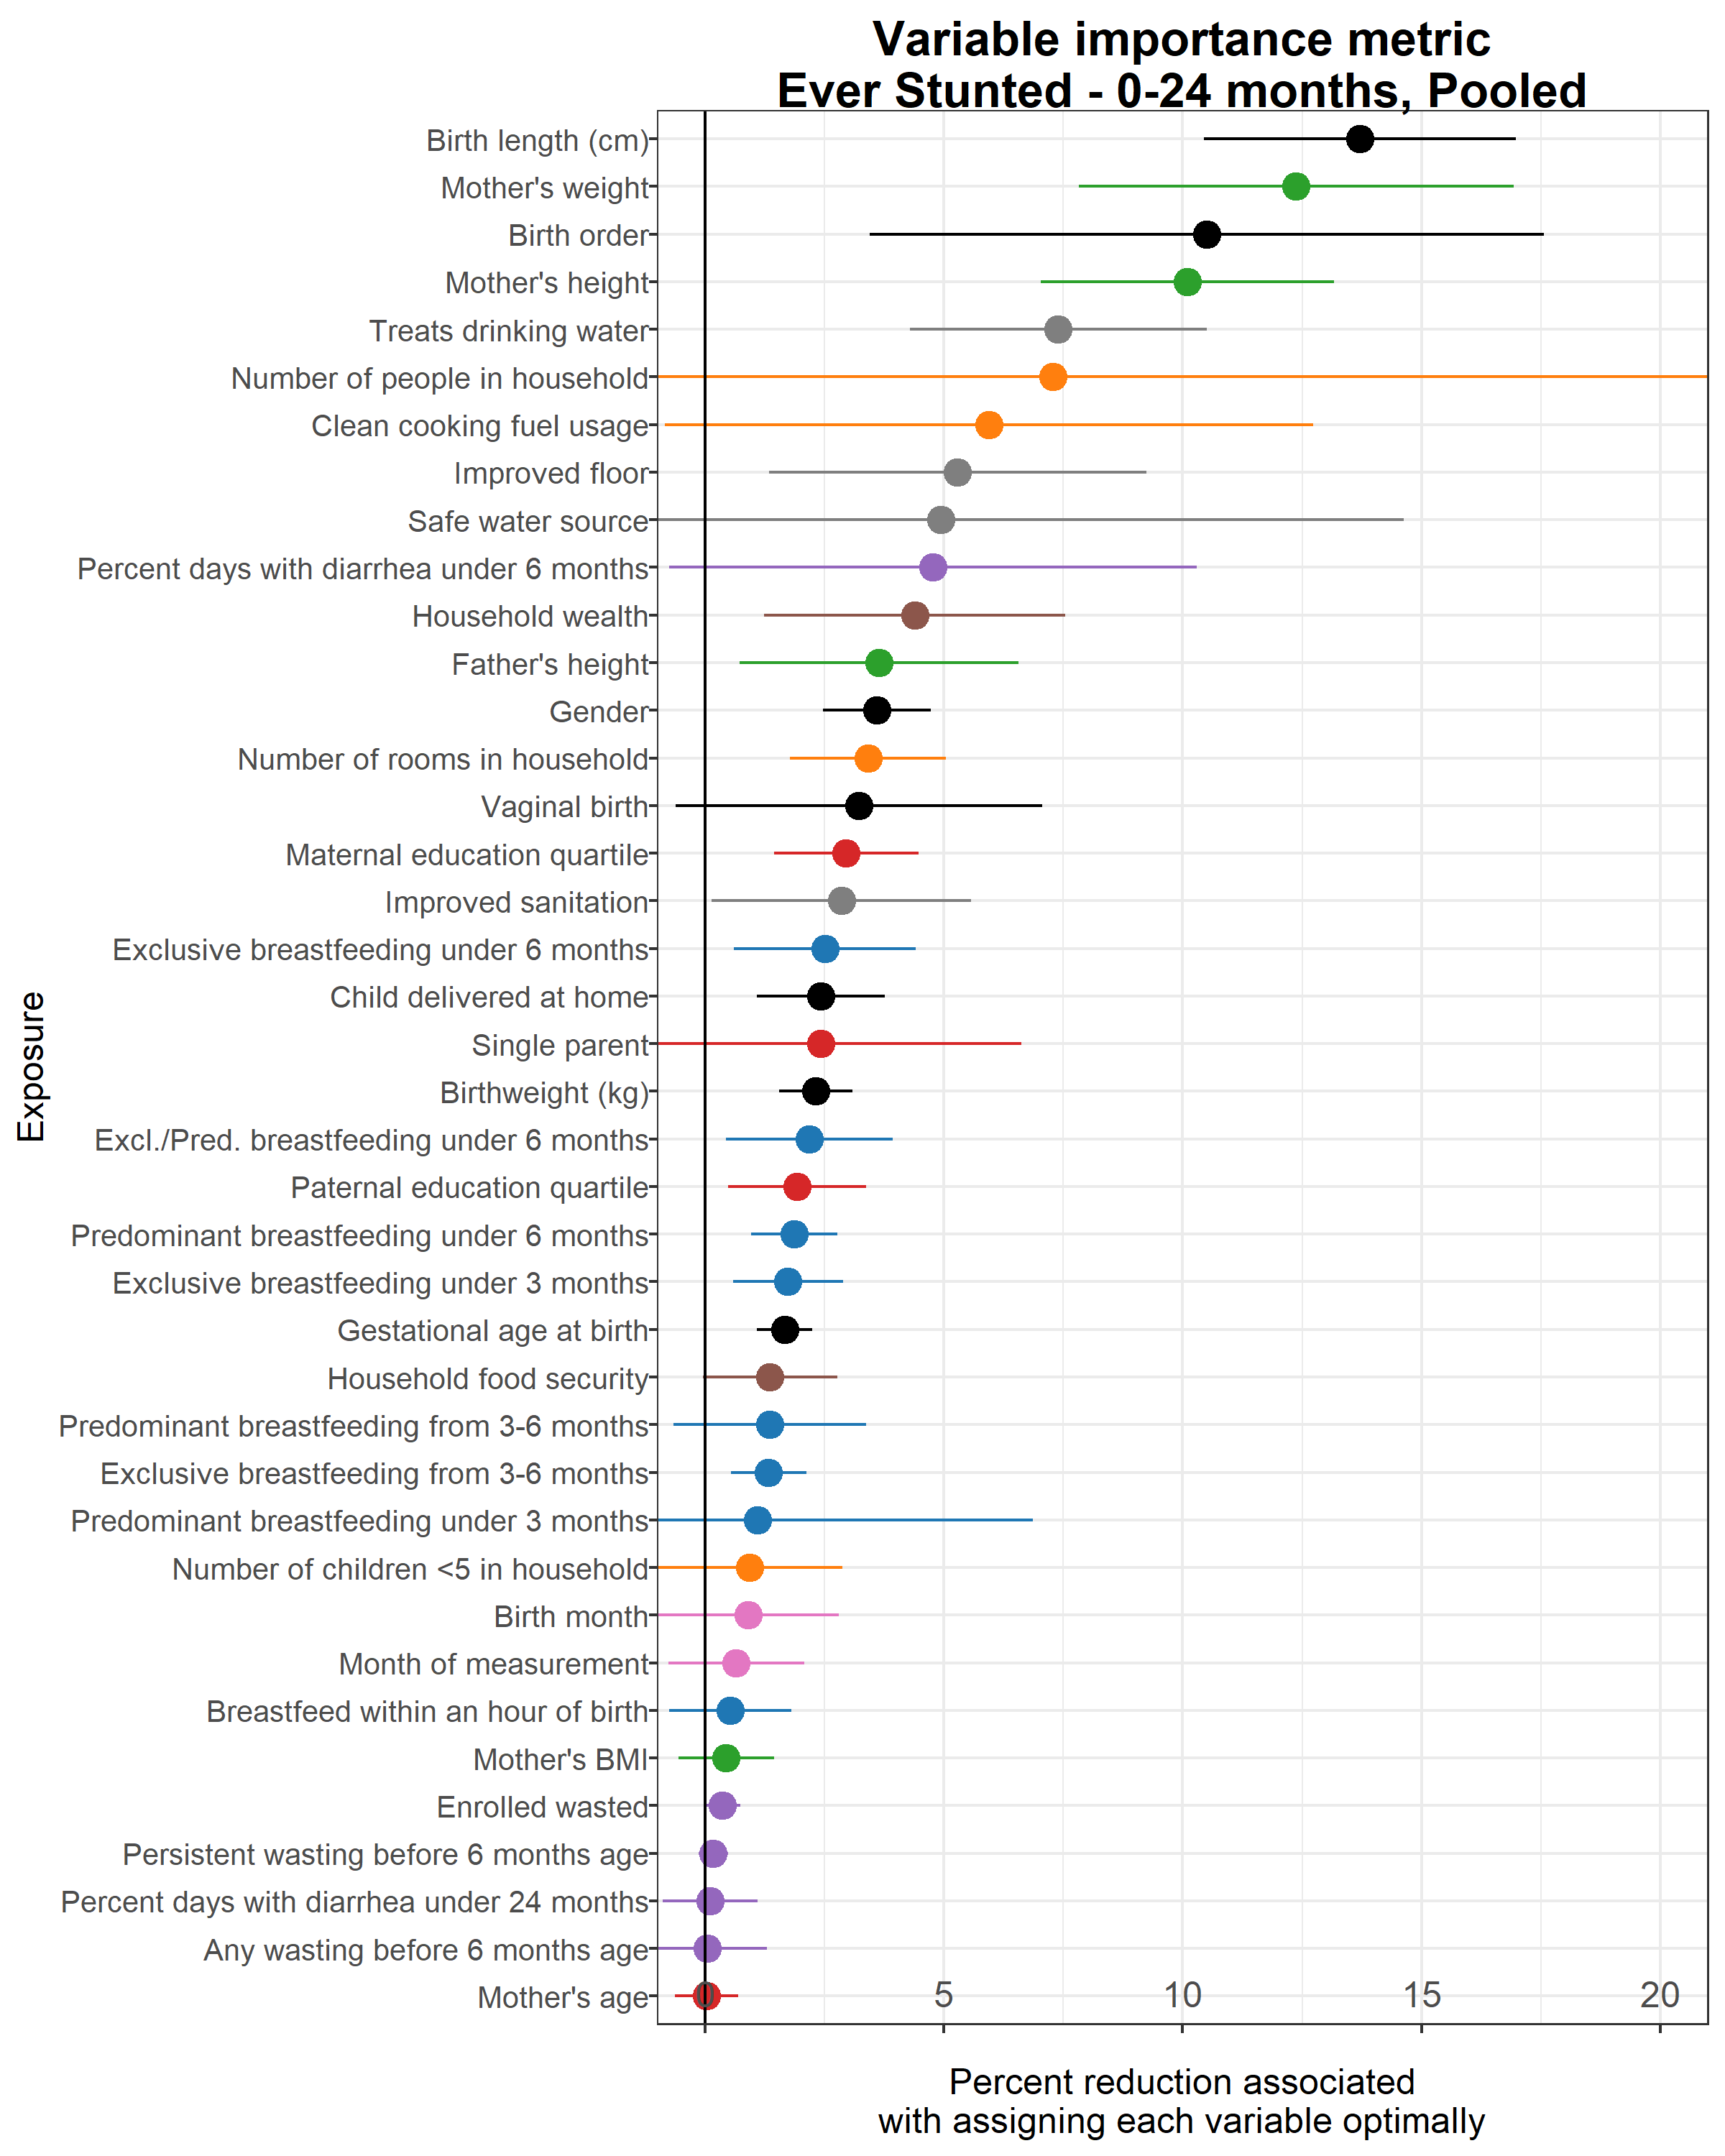 Variable importance metric
Ever Stunted - 0-24 months, Pooled
Birth length (cm)
Mother's weight
Birth order
Mother's height
Treats drinking water
Number of people in household
Clean cooking fuel usage
Improved floor
Safe water source
Percent days with diarrhea under 6 months
Household wealth
Father's height
Gender
Number of rooms in household
Vaginal birth
Maternal education quartile
Improved sanitation
Exclusive breastfeeding under 6 months
Child delivered at home
Single parent
Birthweight (kg)
Excl./Pred. breastfeeding under 6 months
Paternal education quartile
Predominant breastfeeding under 6 months
Exclusive breastfeeding under 3 months
Gestational age at birth
Household food security
Predominant breastfeeding from 3-6 months
Exclusive breastfeeding from 3-6 months
Predominant breastfeeding under 3 months
Number of children <5 in household
Birth month
Month of measurement
Breastfeed within an hour of birth
Mother's BMI
Enrolled wasted
Persistent wasting before 6 months age
Percent days with diarrhea under 24 months
Any wasting before 6 months age
Mother's age
Exposure
0 5 10 15 20
Percent reduction associated
with assigning each variable optimally